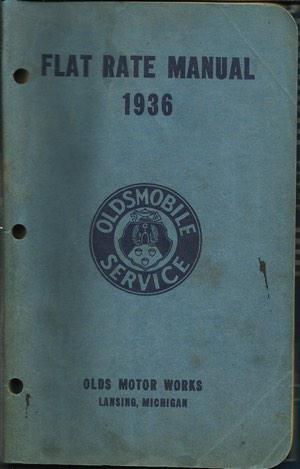 FLAT RATE MANUAL
1936
OLDSMOBILE
SERVICE
OLDS MOTOR WORKS
LANSING, MICHIGAN